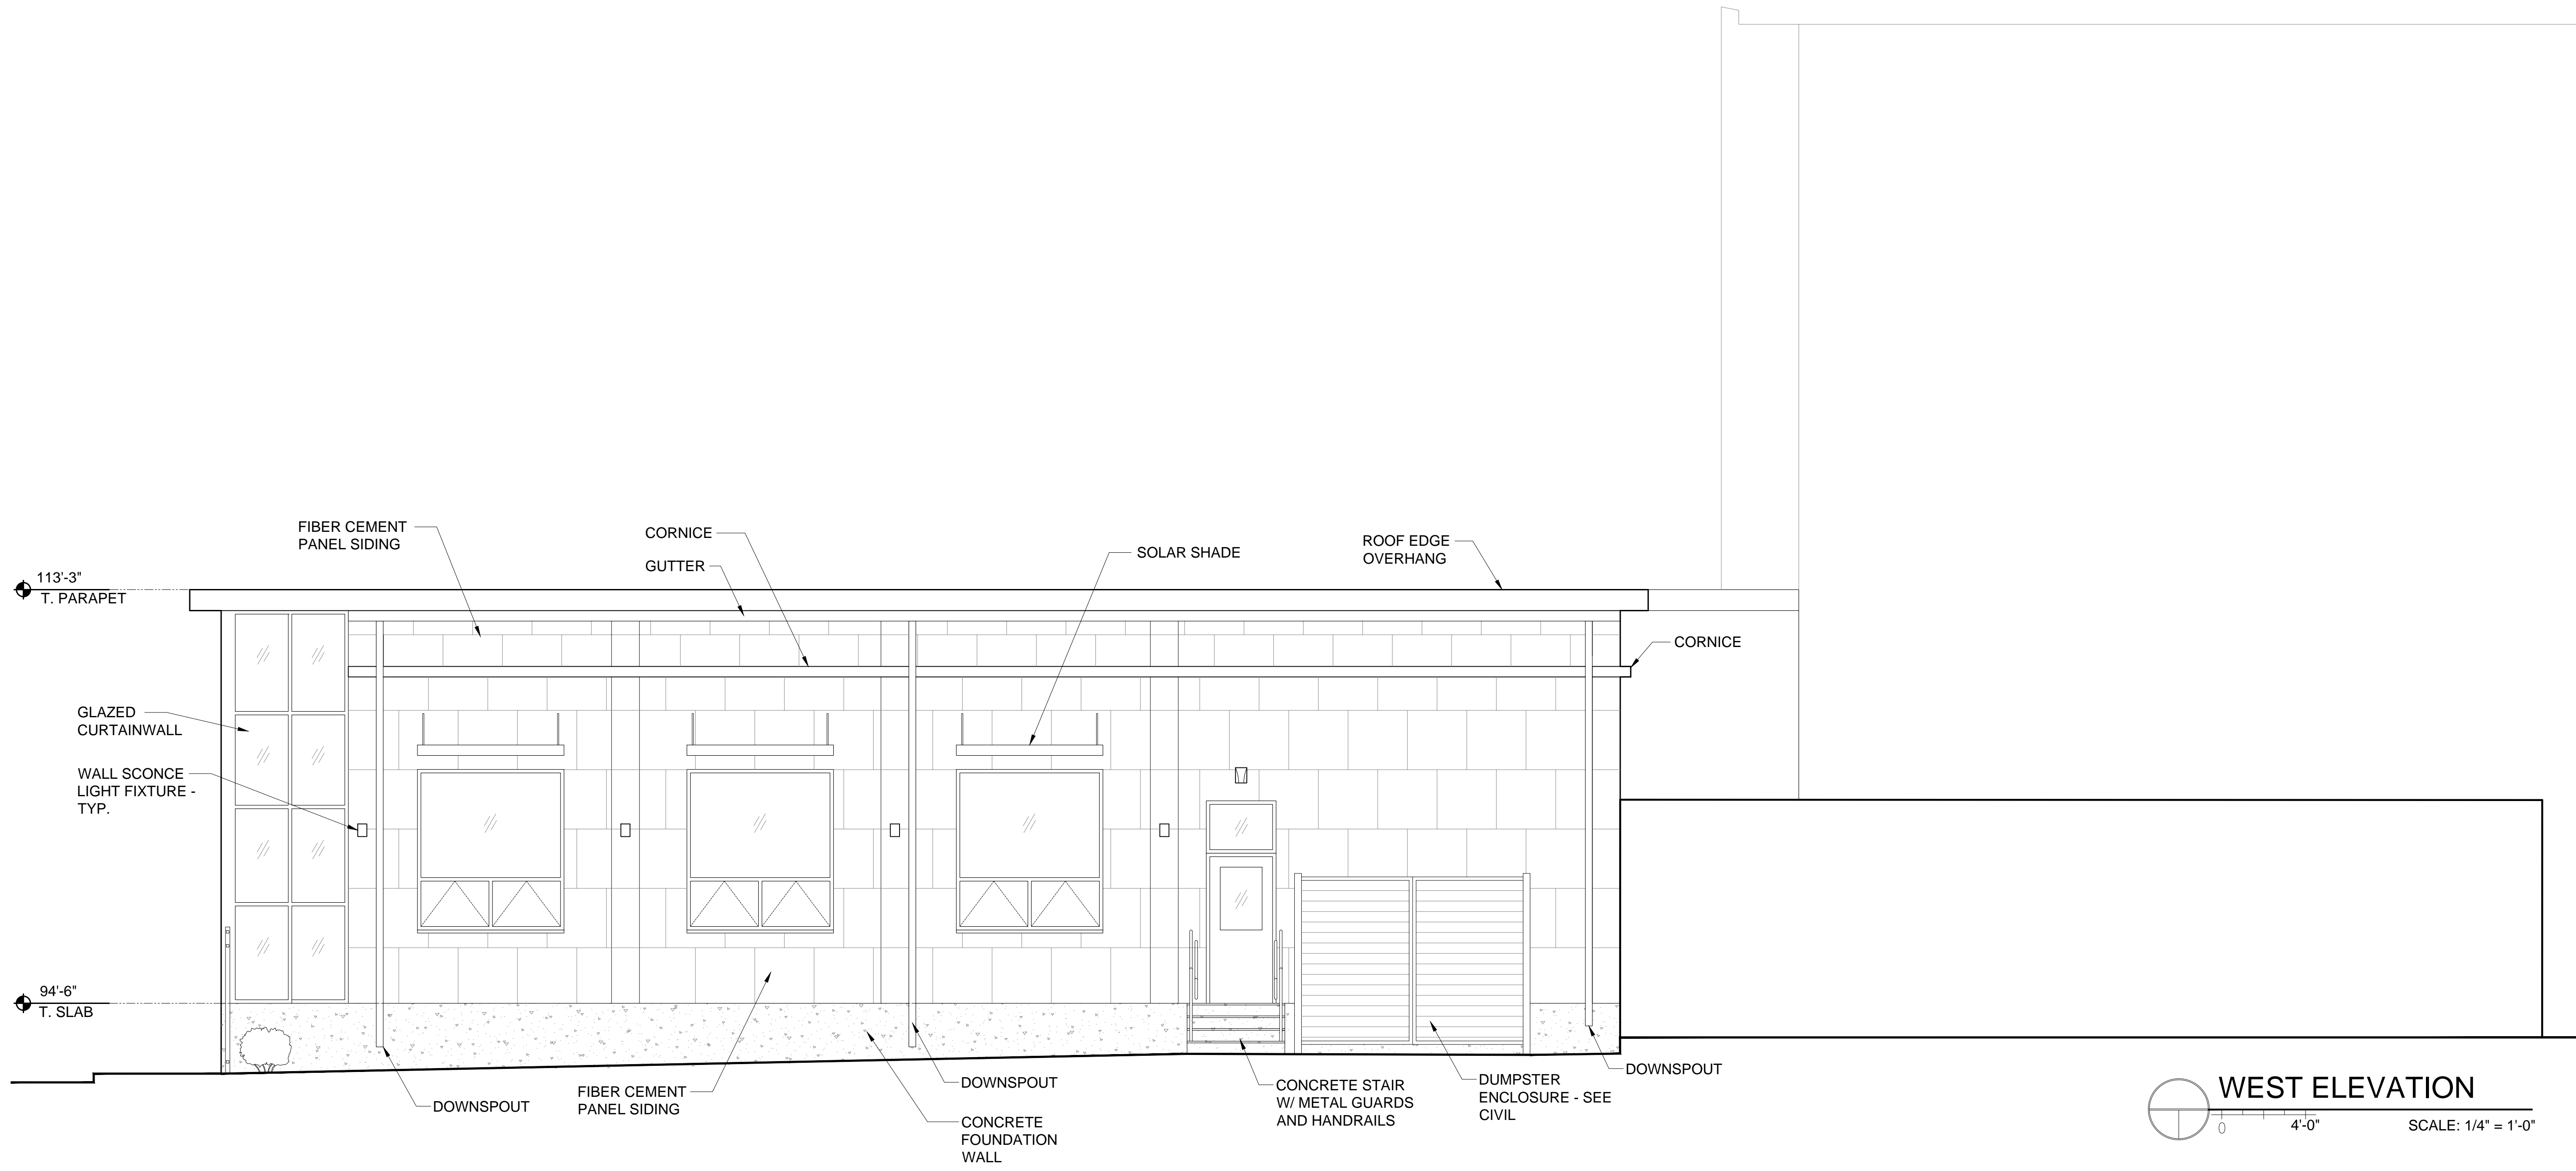 FIBER CEMENT
PANEL SIDING
CORNICE
GUTTER
SOLAR SHADE
ROOF EDGE
OVERHANG
113'-3"
T. PARAPET
CORNICE
GLAZED
CURTAINWALL
WALL SCONCE
LIGHT FIXTURE -
TYP.
94'-6"
T. SLAB
DOWNSPOUT
FIBER CEMENT
PANEL SIDING
DOWNSPOUT
CONCRETE
FOUNDATION
WALL
CONCRETE STAIR
W/ METAL GUARDS
AND HANDRAILS
DUMPSTER
ENCLOSURE - SEE
CIVIL
DOWNSPOUT
WEST ELEVATION
0 4'-0" SCALE: 1/4" = 1'-0"